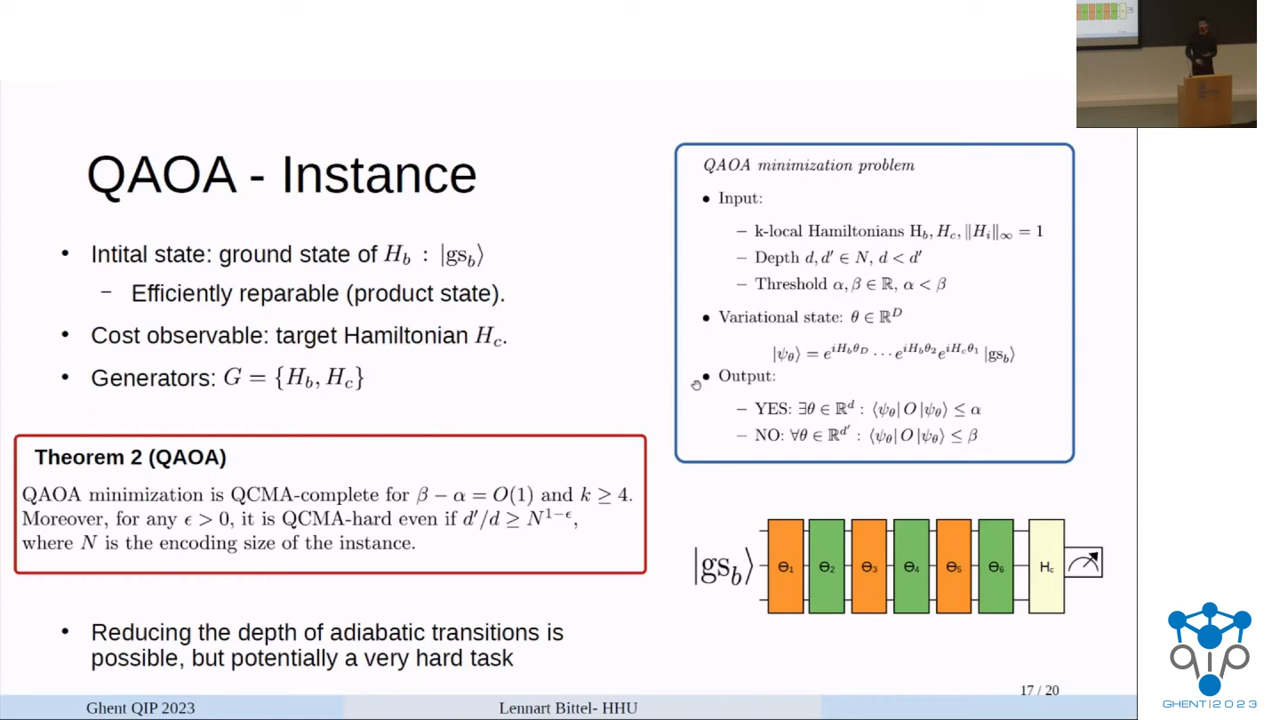 QAOA - Instance
• Intital state: ground state of H_b : |gs_b⟩
– Efficiently reparable (product state).
• Cost observable: target Hamiltonian H_c.
• Generators: G = {H_b, H_c}
Theorem 2 (QAOA)
QAOA minimization is QCMA-complete for β − α = O(1) and k ≥ 4.
Moreover, for any ϵ > 0, it is QCMA-hard even if d′/d ≥ N^{1−ϵ},
where N is the encoding size of the instance.
• Reducing the depth of adiabatic transitions is
possible, but potentially a very hard task
QAOA minimization problem
• Input:
– k-local Hamiltonians H_b, H_c, ‖H_i‖_∞ = 1
– Depth d, d′ ∈ N, d < d′
– Threshold α, β ∈ ℝ, α < β
• Variational state: θ ∈ ℝ^D
|ψ_θ⟩ = e^{iH_bθ_D} ··· e^{iH_bθ_2} e^{iH_cθ_1} |gs_b⟩
• Output:
– YES: ∃θ ∈ ℝ^d : ⟨ψ_θ| O |ψ_θ⟩ ≤ α
– NO: ∀θ ∈ ℝ^{d′} : ⟨ψ_θ| O |ψ_θ⟩ ≤ β
|gs_b⟩ Θ₁ Θ₂ Θ₃ Θ₄ Θ₅ Θ₆ H_c
17 / 20
Ghent QIP 2023 Lennart Bittel- HHU
qip
GHENT|2023